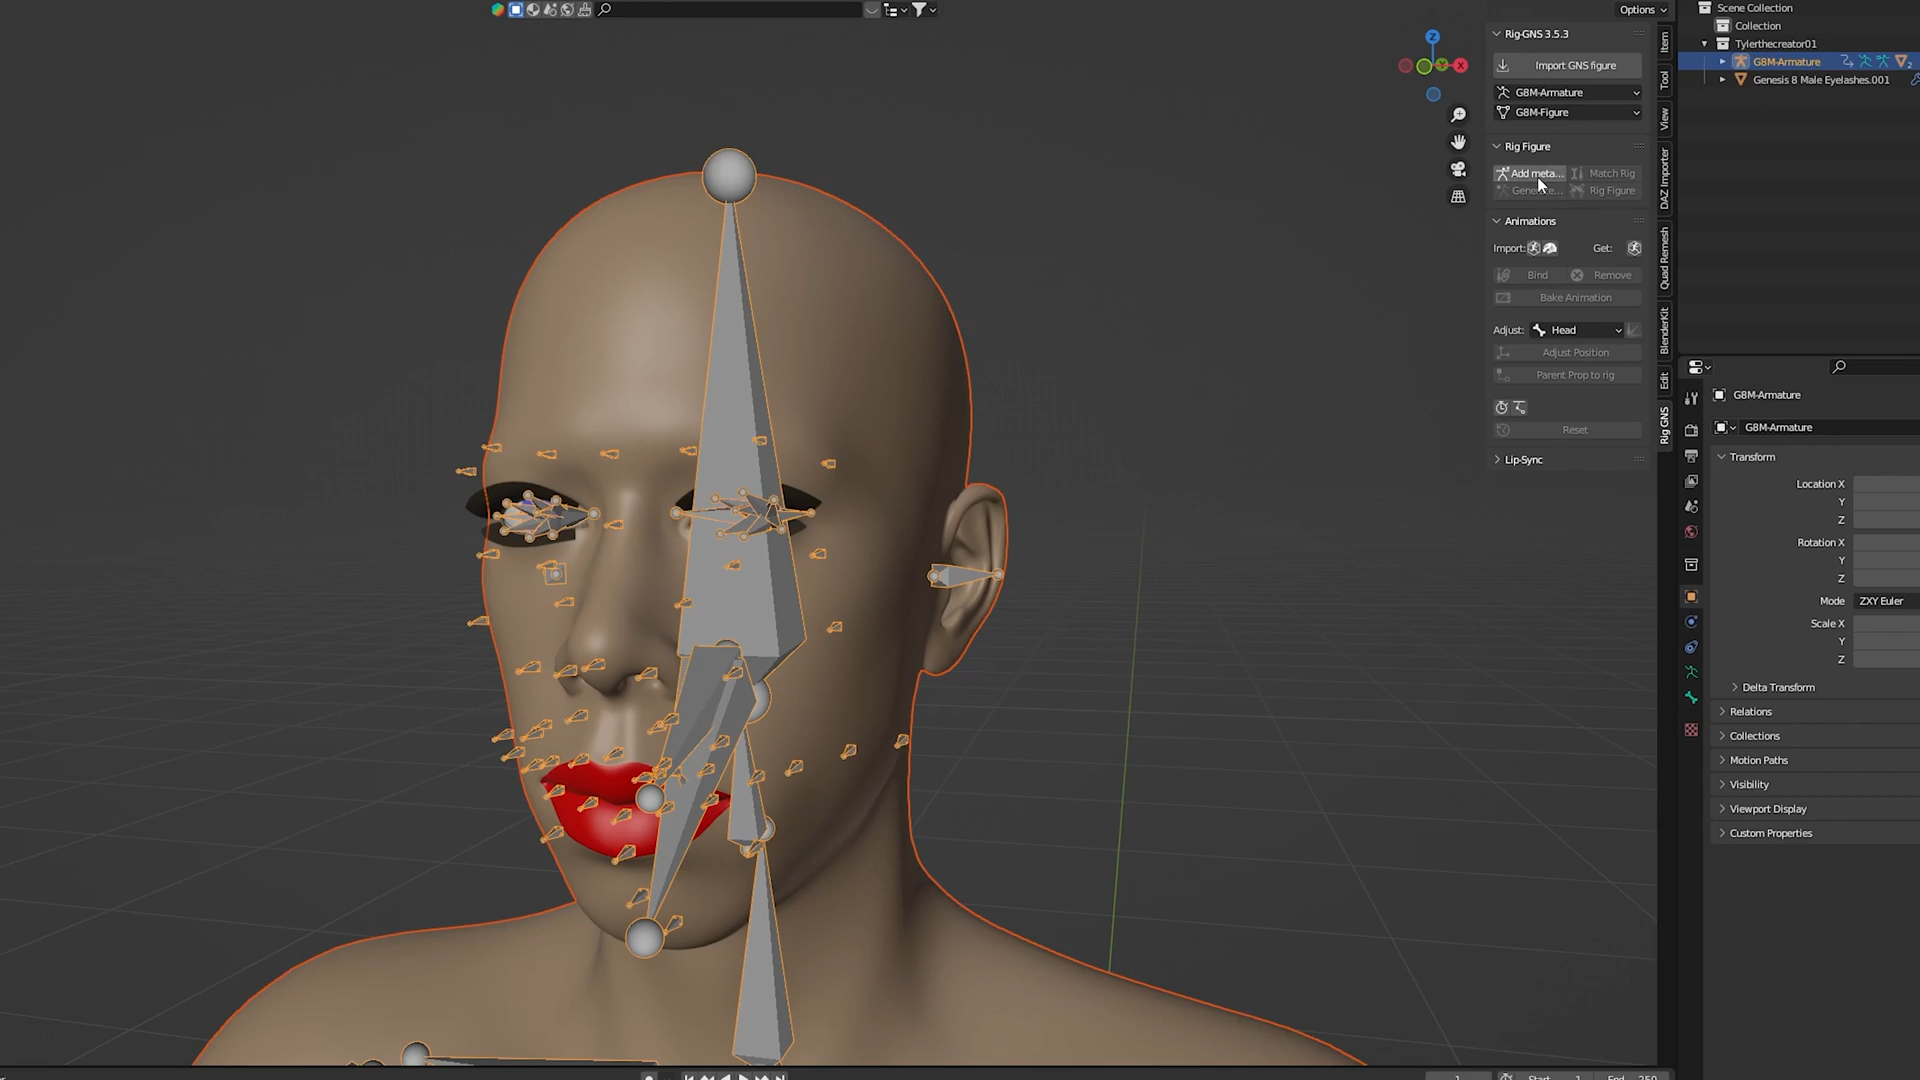 Options
Scene Collection
Collection
Tylerthecreator01
G8M-Armature
2
Genesis 8 Male Eyelashes.001
Z
Y
X
Rig-GNS 3.5.3
Import GNS figure
G8M-Armature
G8M-Figure
Rig Figure
Add meta... Match Rig
Rig Figure
Animations
Import: Get:
Bind Remove
Bake Animation
Adjust: Head
Adjust Position
Parent Prop to rig
Reset
Lip-Sync
Item
Tool
View
DAZ Importer
Quad Remesh
BlenderKit
Edit
Rig GNS
G8M-Armature
G8M-Armature
Transform
Location X
Y
Z
Rotation X
Y
Z
Mode ZXY Euler
Scale X
Y
Z
Delta Transform
Relations
Collections
Motion Paths
Visibility
Viewport Display
Custom Properties
1 Start 1 End 250